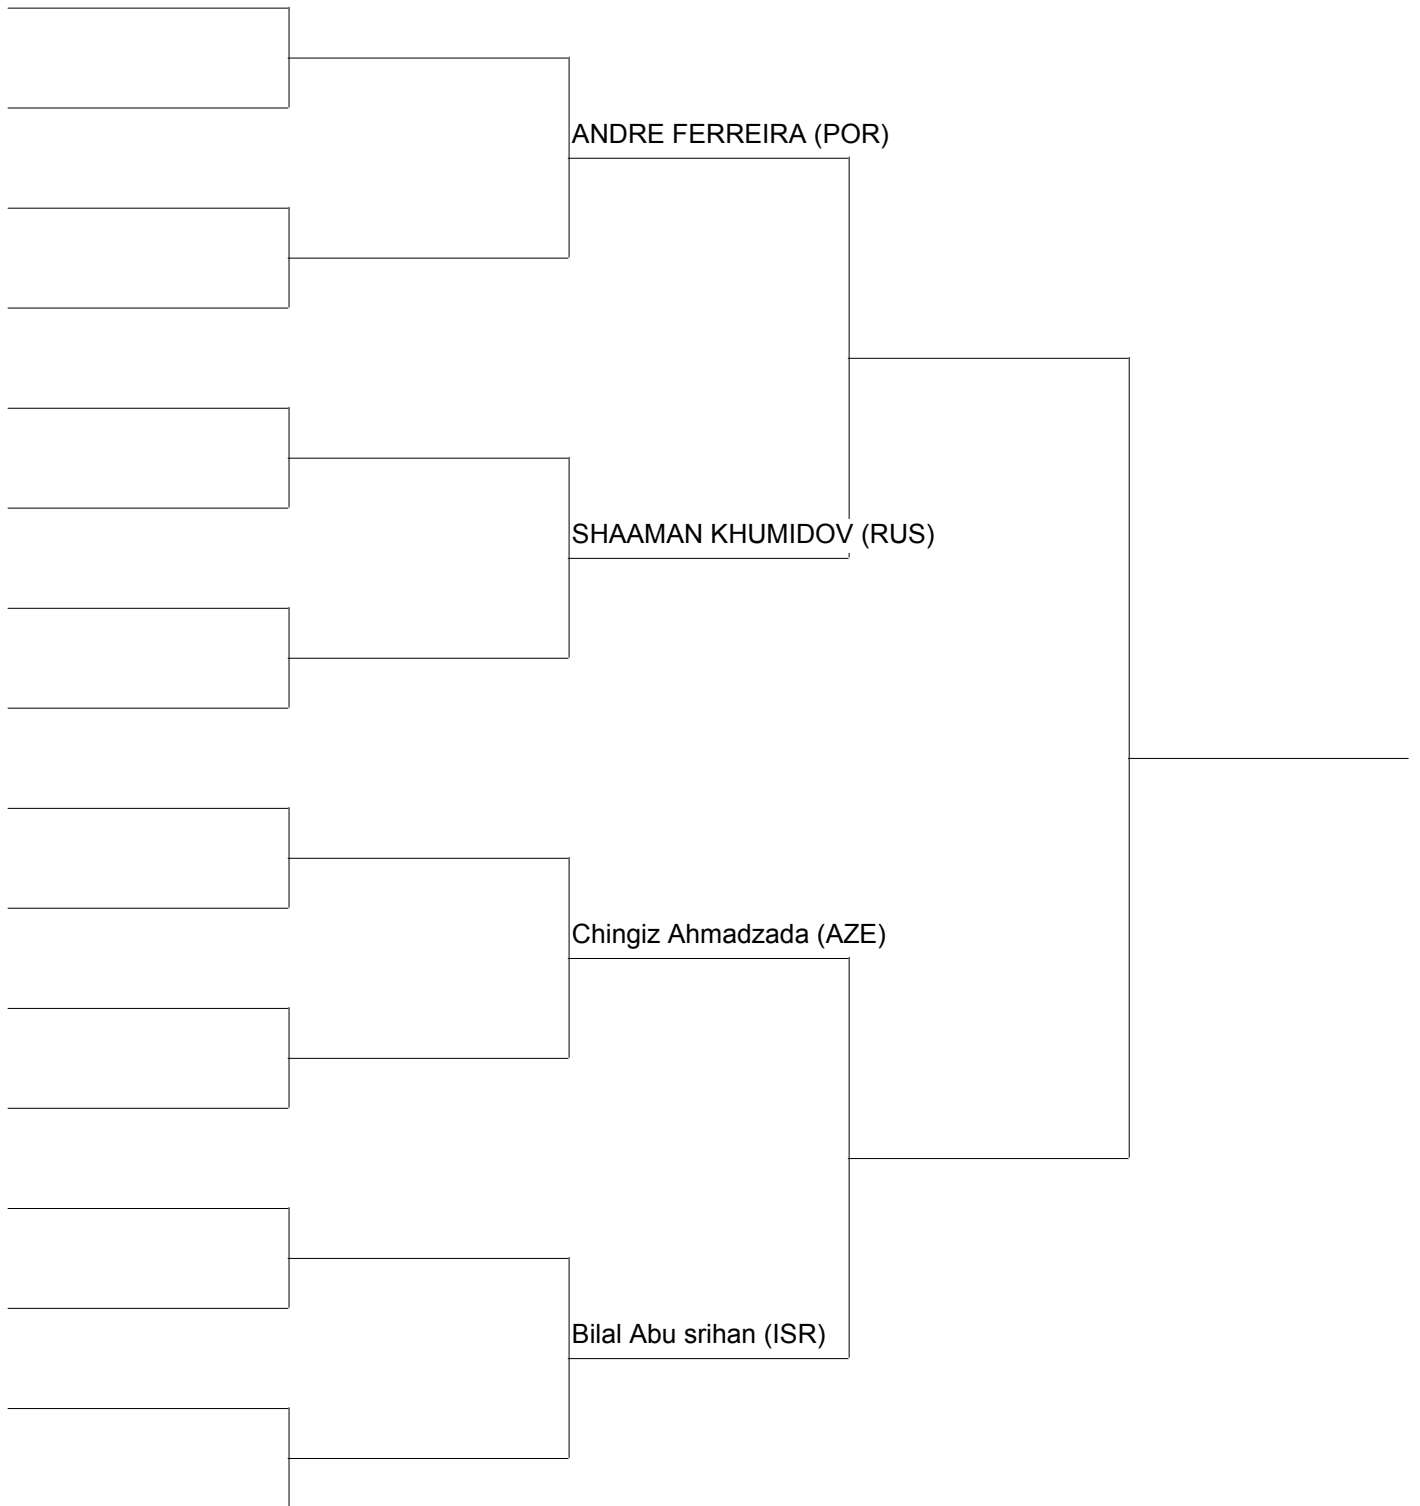 ANDRE FERREIRA (POR)
SHAAMAN KHUMIDOV (RUS)
Chingiz Ahmadzada (AZE)
Bilal Abu srihan (ISR)